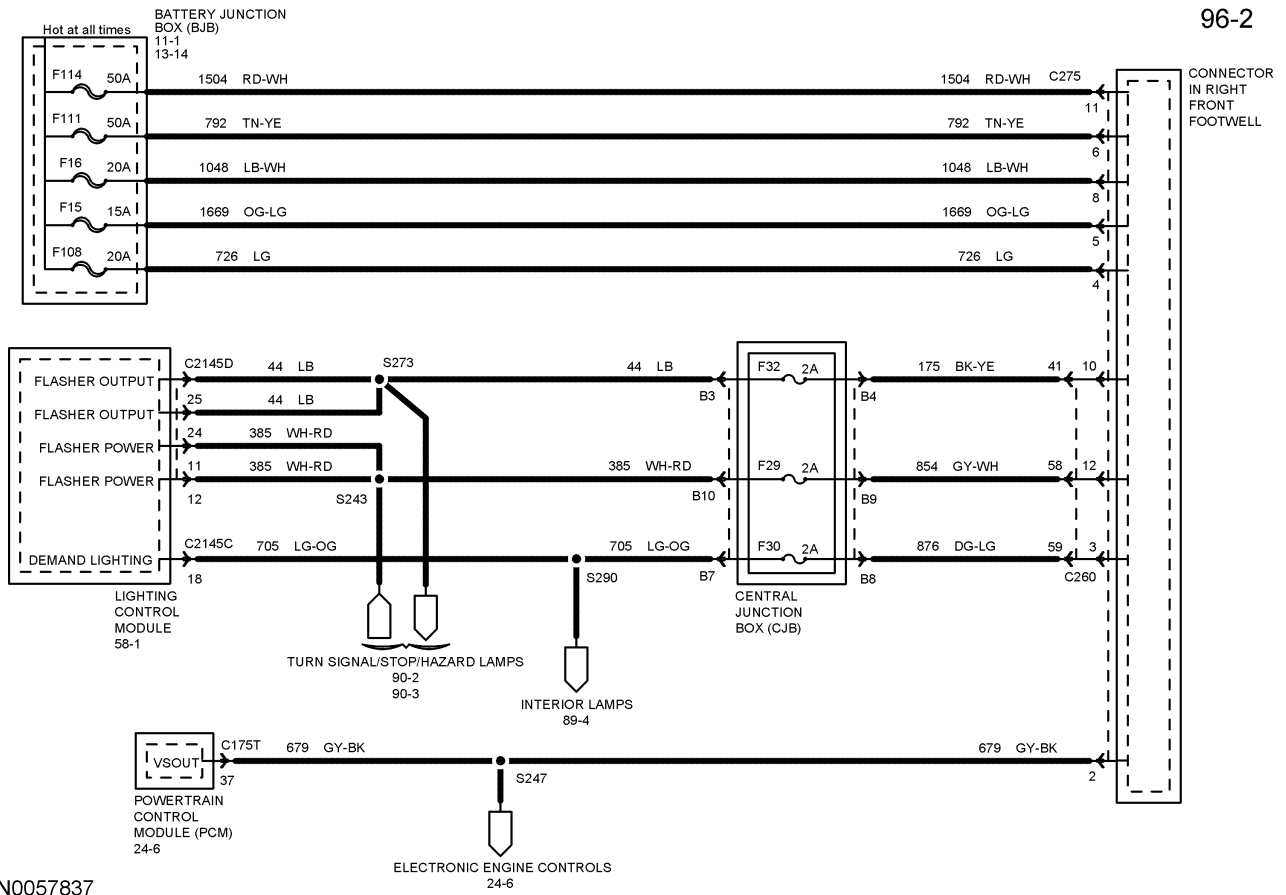 96-2
BATTERY JUNCTION
BOX (BJB)
11-1
13-14
Hot at all times
F114 50A 1504 RD-WH 1504 RD-WH C275
11
F111 50A 792 TN-YE 792 TN-YE
6
F16 20A 1048 LB-WH 1048 LB-WH
8
F15 15A 1669 OG-LG 1669 OG-LG
5
F108 20A 726 LG 726 LG
4
CONNECTOR
IN RIGHT
FRONT
FOOTWELL
C2145D 44 LB S273 44 LB F32 2A 175 BK-YE 41 10
FLASHER OUTPUT
B3 B4
25 44 LB
FLASHER OUTPUT
24 385 WH-RD
FLASHER POWER
11 385 WH-RD 385 WH-RD F29 2A 854 GY-WH 58 12
FLASHER POWER
12 S243 B10 B9
C2145C 705 LG-OG 705 LG-OG F30 2A 876 DG-LG 59 3
DEMAND LIGHTING
18 S290 B7 B8 C260
LIGHTING
CONTROL
MODULE
58-1
CENTRAL
JUNCTION
BOX (CJB)
TURN SIGNAL/STOP/HAZARD LAMPS
90-2
90-3
INTERIOR LAMPS
89-4
C175T 679 GY-BK 679 GY-BK
VSOUT
37 S247 2
POWERTRAIN
CONTROL
MODULE (PCM)
24-6
ELECTRONIC ENGINE CONTROLS
24-6
N0057837